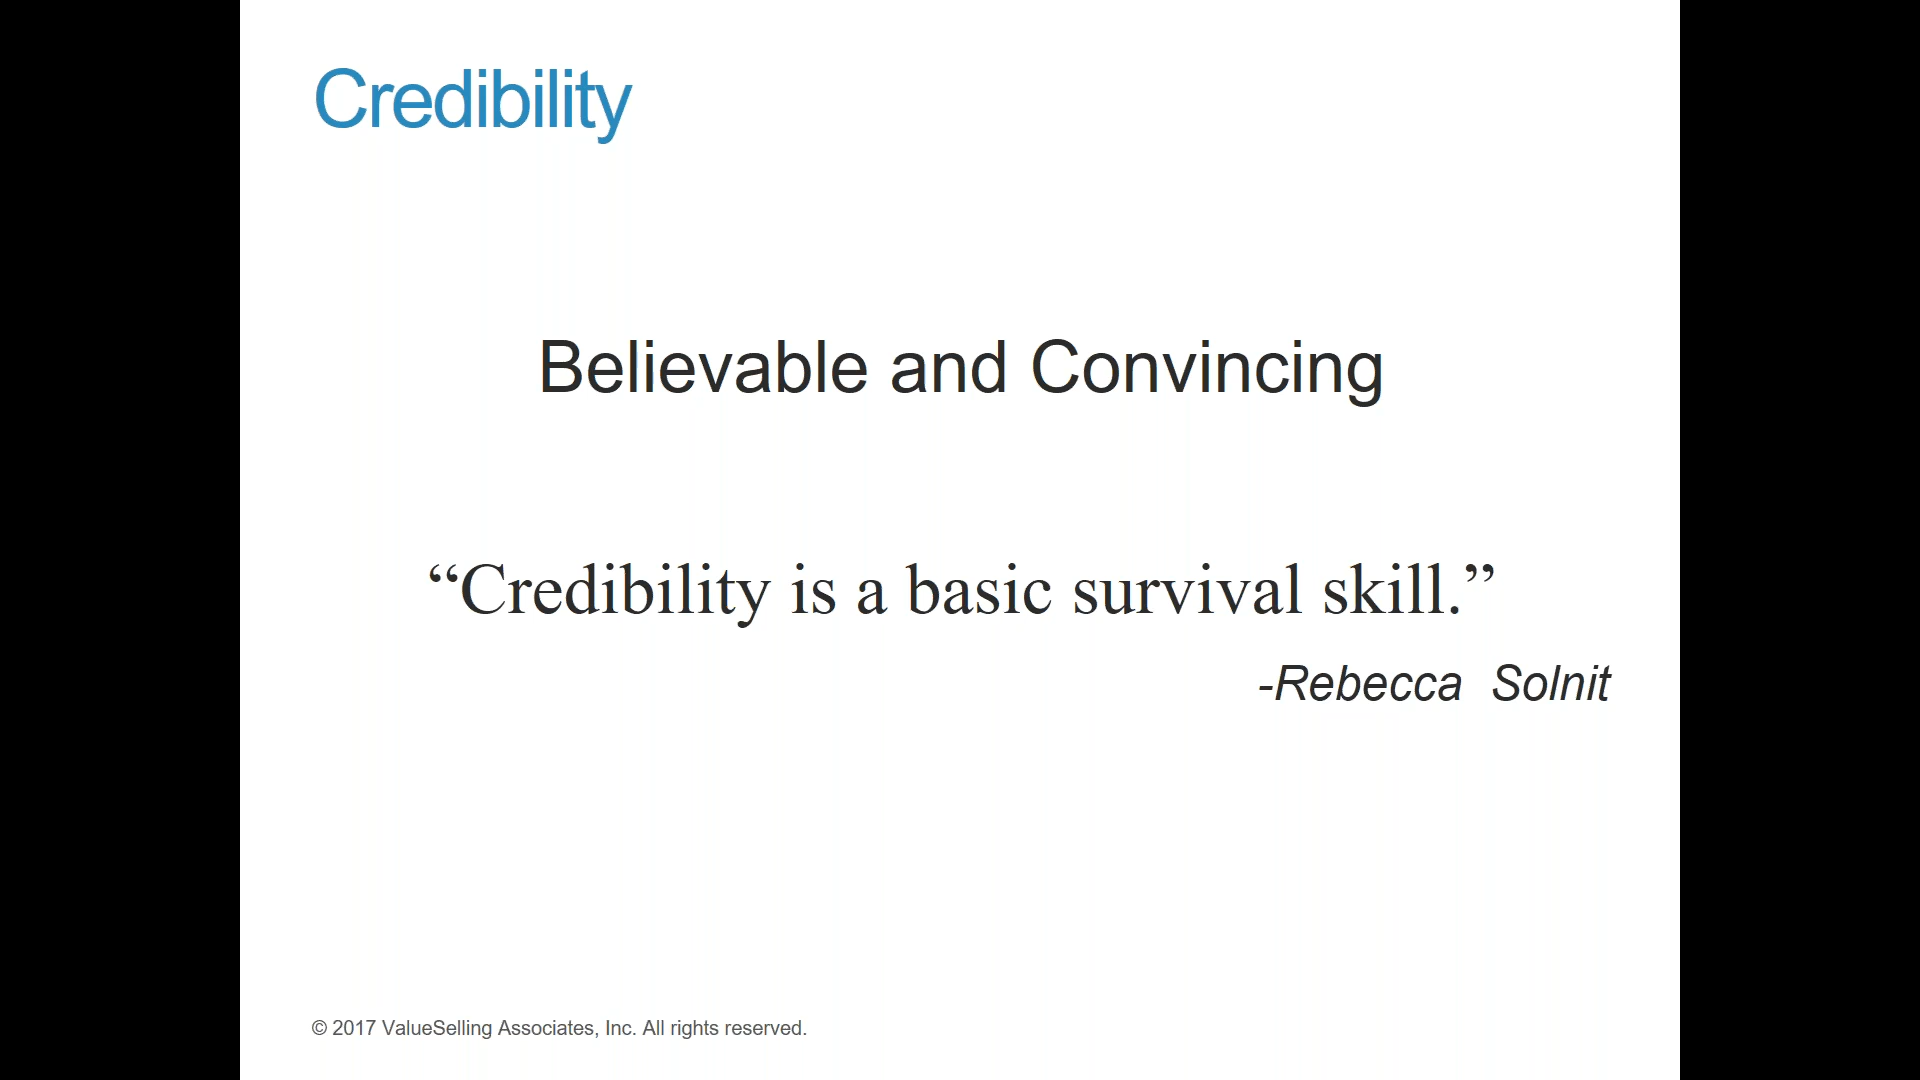 Credibility
Believable and Convincing
“Credibility is a basic survival skill.”
-Rebecca  Solnit
© 2017 ValueSelling Associates, Inc. All rights reserved.